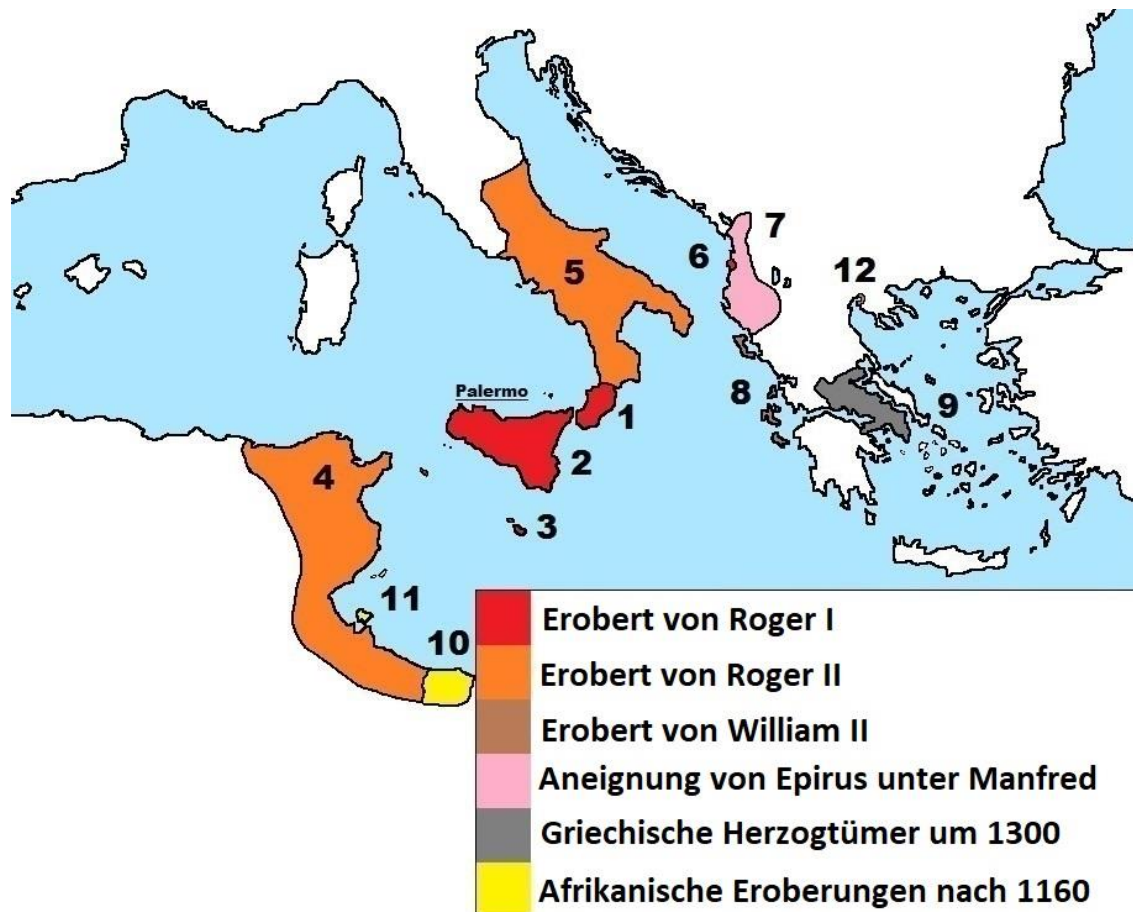 7
6
5
12
Palermo
8
9
1
4
2
3
11
10
Erobert von Roger I
Erobert von Roger II
Erobert von William II
Aneignung von Epirus unter Manfred
Griechische Herzogtümer um 1300
Afrikanische Eroberungen nach 1160